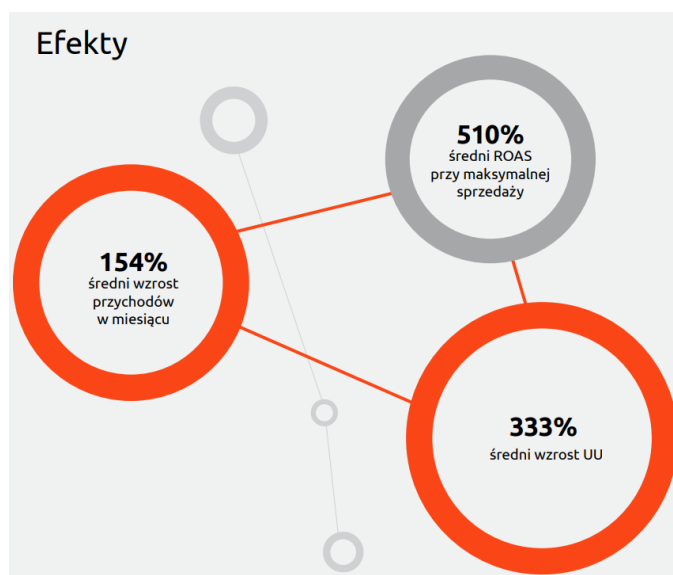 Efekty
510%
średni ROAS
przy maksymalnej
sprzedaży
154%
średni wzrost
przychodów
w miesiącu
333%
średni wzrost UU